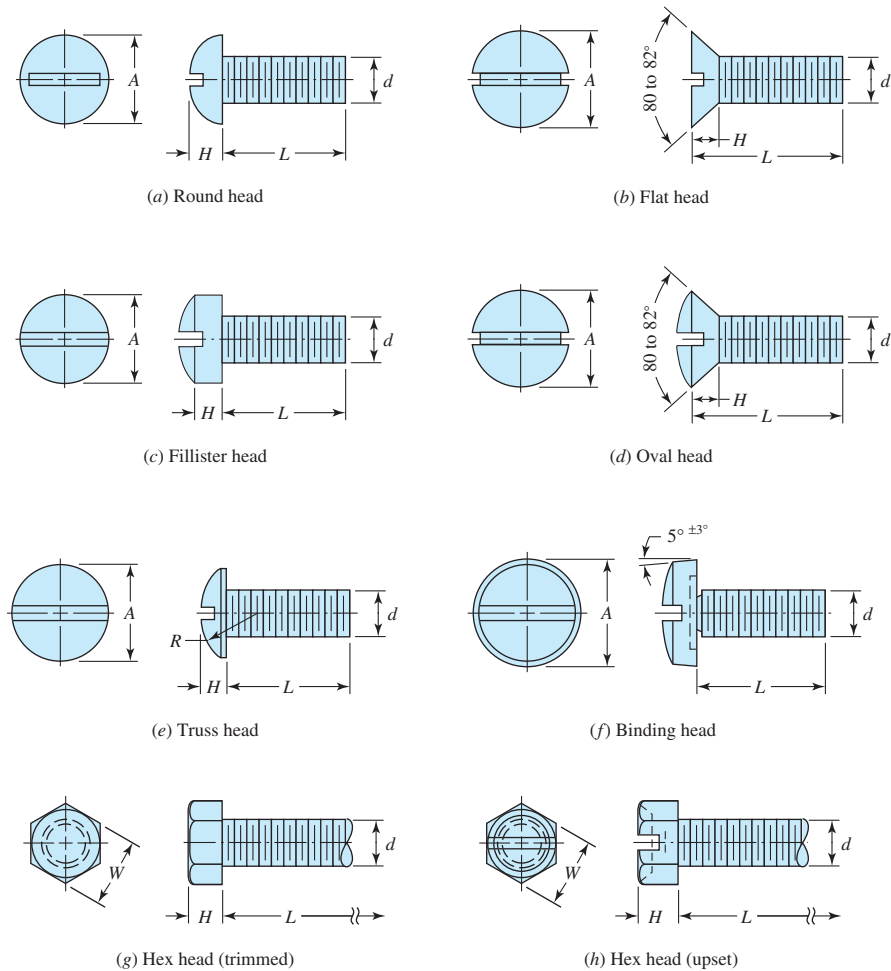 A
d
H
L
(a) Round head
A
80 to 82°
d
H
L
(b) Flat head
A
d
H
L
(c) Fillister head
A
80 to 82°
d
H
L
(d) Oval head
A
R
d
H
L
(e) Truss head
5° ±3°
A
d
L
(f) Binding head
W
d
H
L
(g) Hex head (trimmed)
W
d
H
L
(h) Hex head (upset)